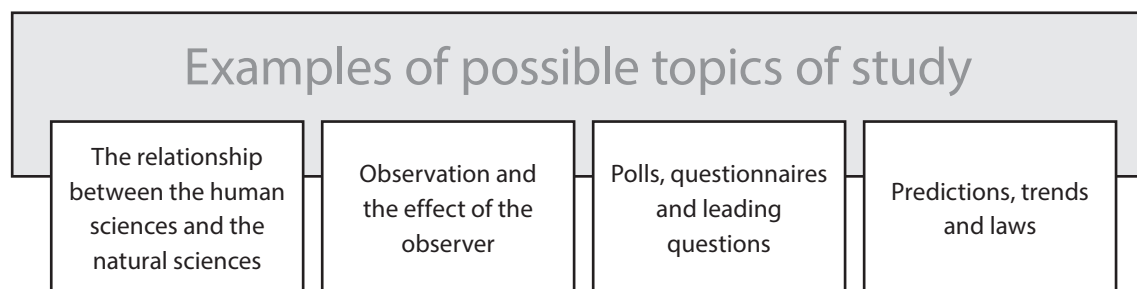 Examples of possible topics of study
The relationship
between the human
sciences and the
natural sciences
Observation and
the effect of the
observer
Polls, questionnaires
and leading
questions
Predictions, trends
and laws